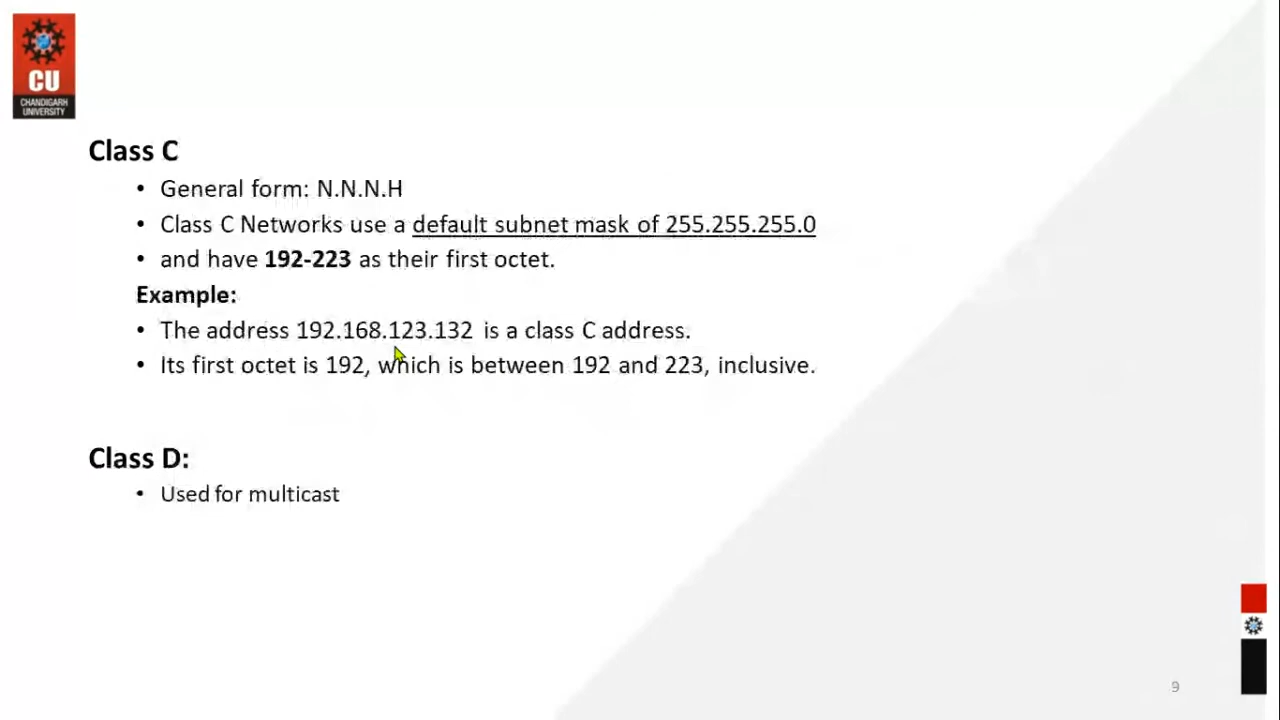 CU
CHANDIGARH
UNIVERSITY
Class C
• General form: N.N.N.H
• Class C Networks use a default subnet mask of 255.255.255.0
• and have 192-223 as their first octet.
Example:
• The address 192.168.123.132 is a class C address.
• Its first octet is 192, which is between 192 and 223, inclusive.
Class D:
• Used for multicast
9